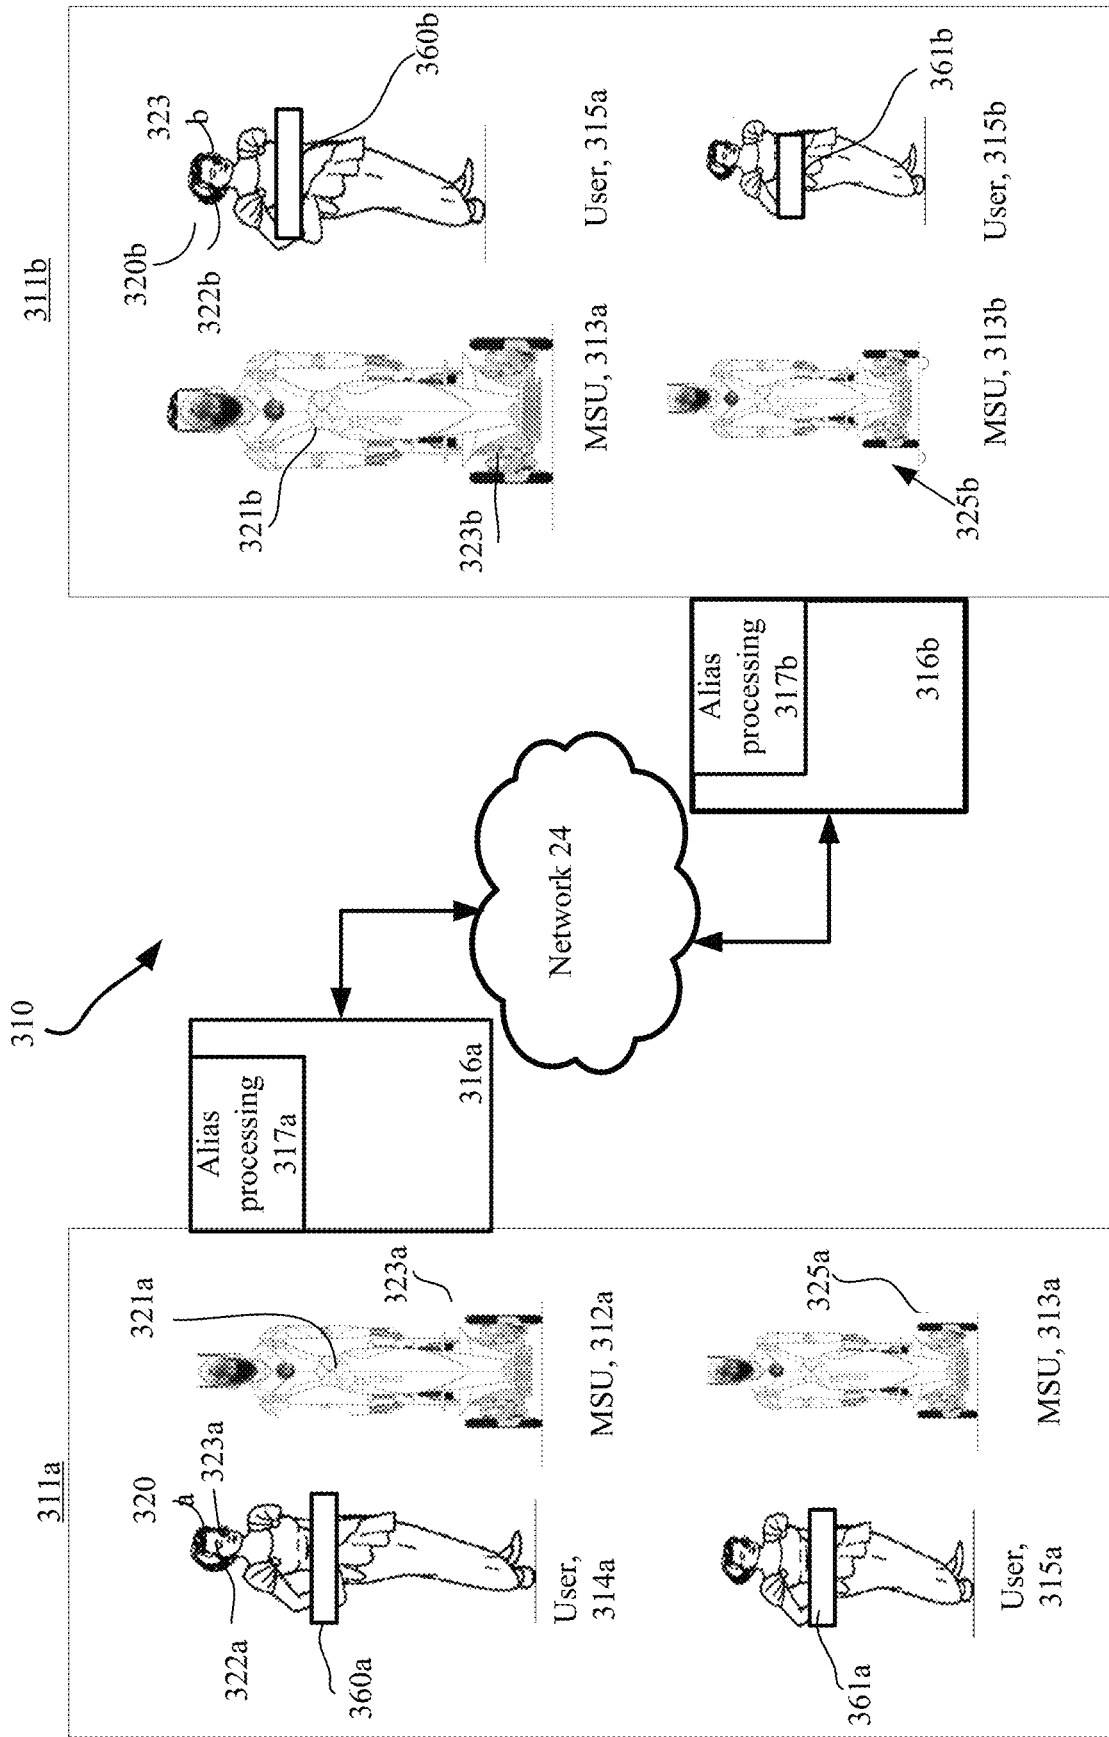 310
311a
320
a
323a
322a
360a
User,
314a
321a
323a
MSU, 312a
361a
User,
315a
325a
MSU, 313a
Alias
processing
317a
316a
Network 24
Alias
processing
317b
316b
311b
321b
323b
MSU, 313a
320b
322b
323
b
360b
User, 315a
325b
MSU, 313b
361b
User, 315b